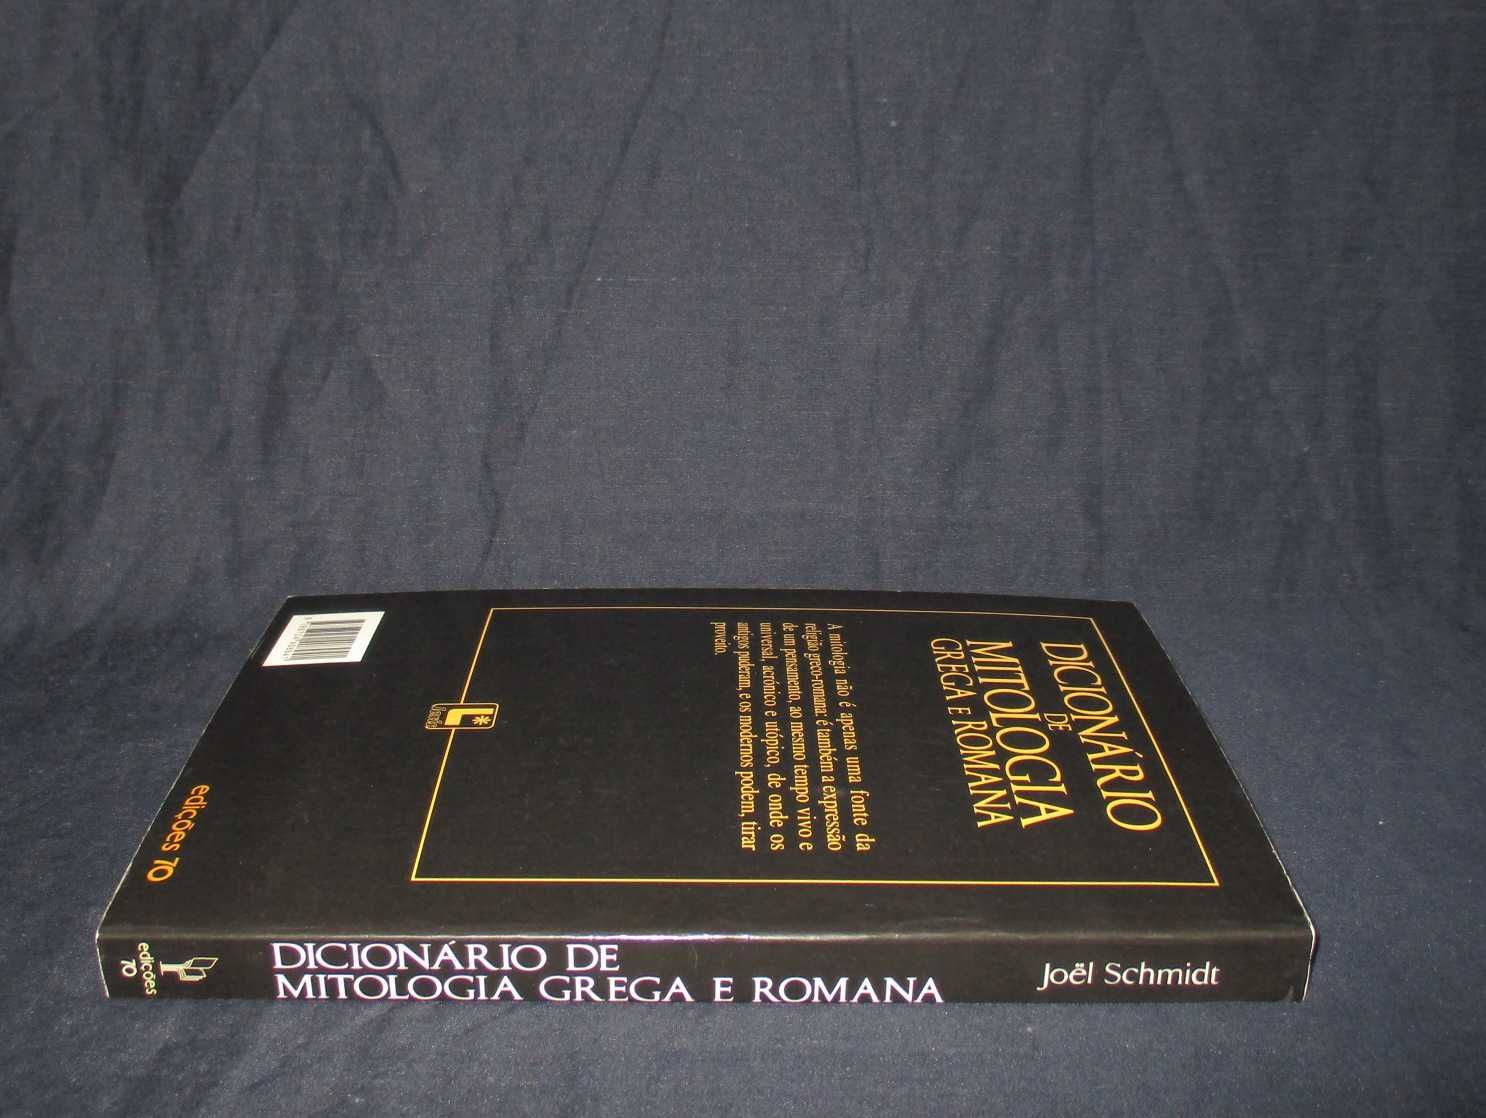 DICIONÁRIO
DE
MITOLOGIA
GREGA E ROMANA
A mitologia não é apenas uma fonte da
religião greco-romana: é também a expressão
de um pensamento, ao mesmo tempo vivo e
universal, acrónico e utópico, de onde os
antigos puderam, e os modernos podem, tirar
proveito.
L*
edições 70
DICIONÁRIO DE
MITOLOGIA GREGA E ROMANA
Joël Schmidt
edições
70